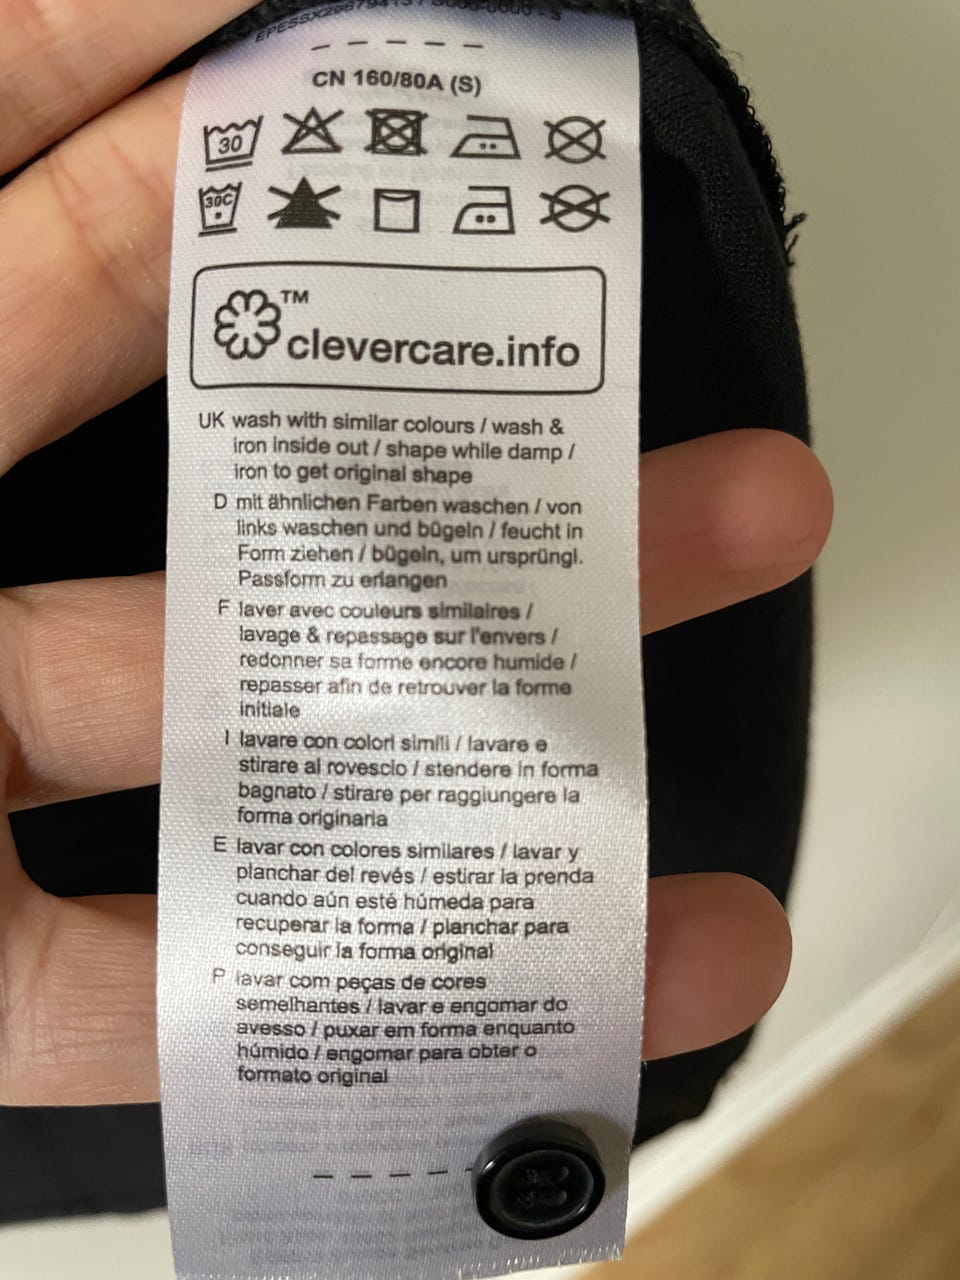 CN 160/80A (S)
30
30C
TM
clevercare.info
UK wash with similar colours / wash &
iron inside out / shape while damp /
iron to get original shape
D mit ähnlichen Farben waschen / von
links waschen und bügeln / feucht in
Form ziehen / bügeln, um ursprüngl.
Passform zu erlangen
F laver avec couleurs similaires /
lavage & repassage sur l'envers /
redonner sa forme encore humide /
repasser afin de retrouver la forme
initiale
I lavare con colori simili / lavare e
stirare al rovescio / stendere in forma
bagnato / stirare per raggiungere la
forma originaria
E lavar con colores similares / lavar y
planchar del revés / estirar la prenda
cuando aún esté húmeda para
recuperar la forma / planchar para
conseguir la forma original
P lavar com peças de cores
semelhantes / lavar e engomar do
avesso / puxar em forma enquanto
húmido / engomar para obter o
formato original